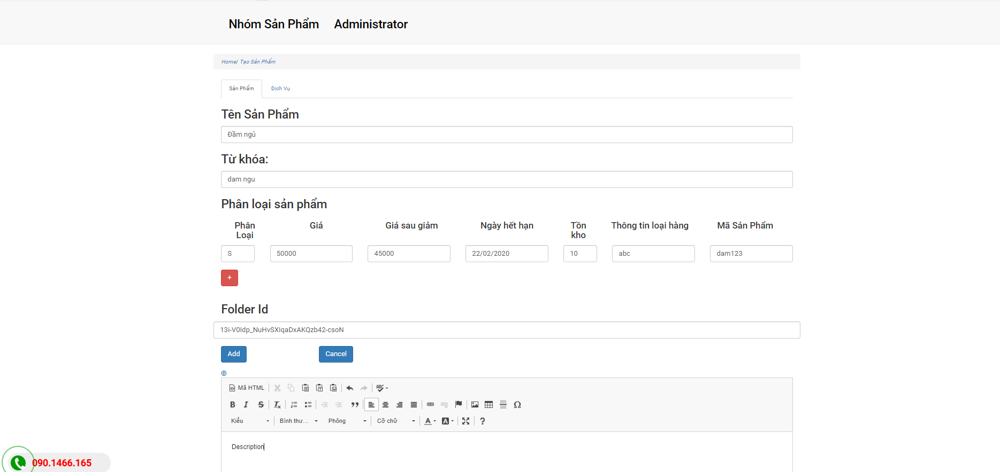 Nhóm Sản Phẩm Administrator
Home/ Tạo Sản Phẩm
Sản Phẩm Dịch Vụ
Tên Sản Phẩm
Đầm ngủ
Từ khóa:
dam ngu
Phân loại sản phẩm
Phân Loại Giá Giá sau giảm Ngày hết hạn Tồn kho Thông tin loại hàng Mã Sản Phẩm
S 50000 45000 22/02/2020 10 abc dam123
+
Folder Id
13i-V0Idp_NuHvSXIqaDxAKQzb42-csoN
Add Cancel
Mã HTML
Kiểu Bình thư... Phông Cỡ chữ
Description
090.1466.165